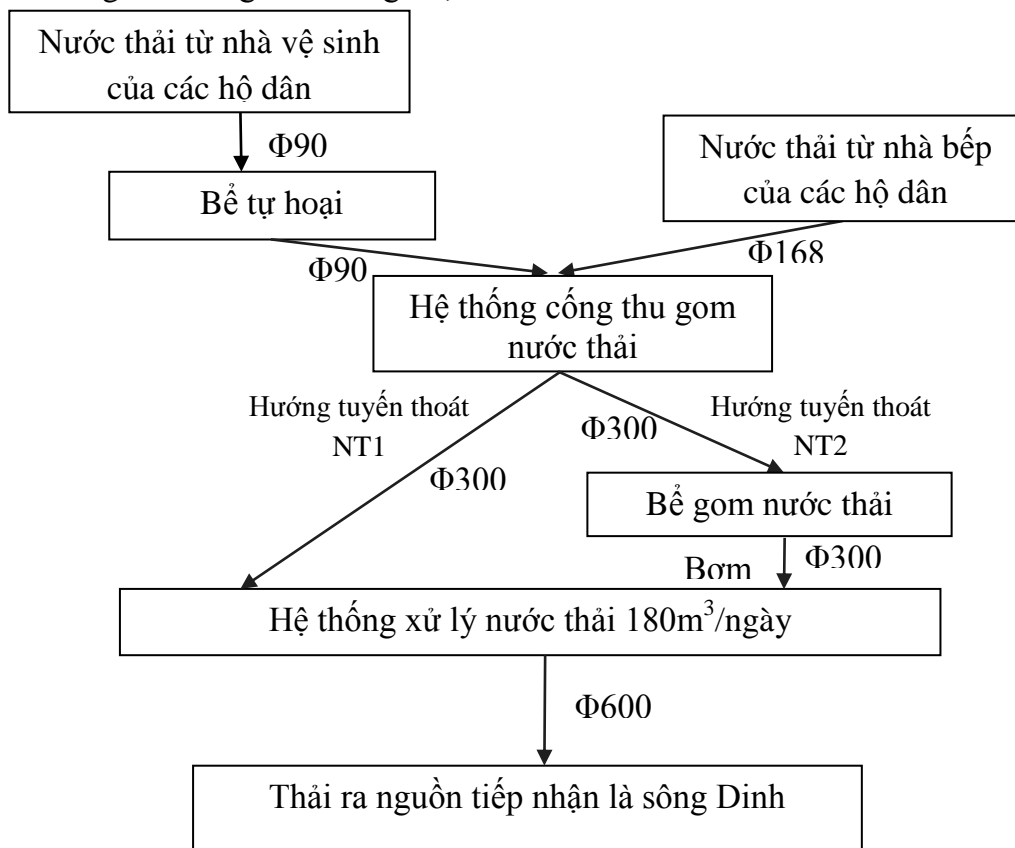 Nước thải từ nhà vệ sinh
của các hộ dân
Φ90
Nước thải từ nhà bếp
của các hộ dân
Bể tự hoại
Φ90
Φ168
Hệ thống cống thu gom
nước thải
Hướng tuyến thoát
NT1
Φ300
Φ300
Hướng tuyến thoát
NT2
Bể gom nước thải
Bơm
Φ300
Hệ thống xử lý nước thải 180m³/ngày
Φ600
Thải ra nguồn tiếp nhận là sông Dinh